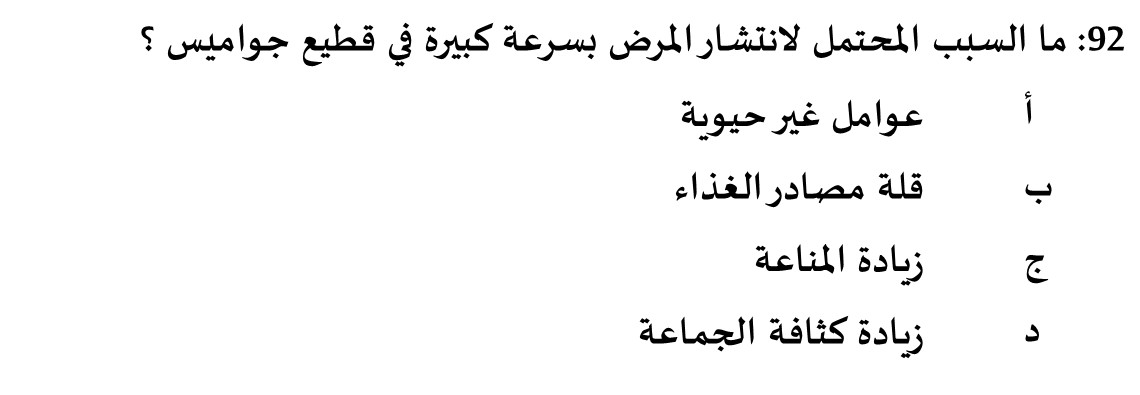 92: ما السبب المحتمل لانتشار المرض بسرعة كبيرة في قطيع جواميس ؟
أ عوامل غير حيوية
ب قلة مصادر الغذاء
ج زيادة المناعة
د زيادة كثافة الجماعة